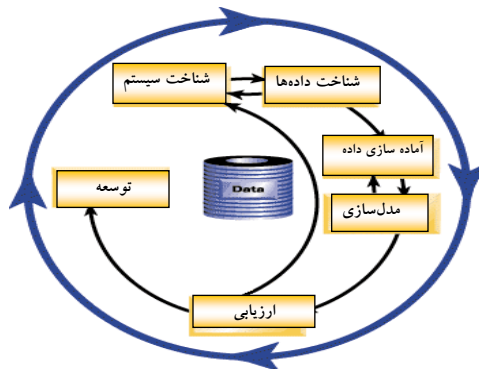 شناخت سیستم
شناخت داده‌ها
آماده سازی داده
مدل‌سازی
Data
توسعه
ارزیابی